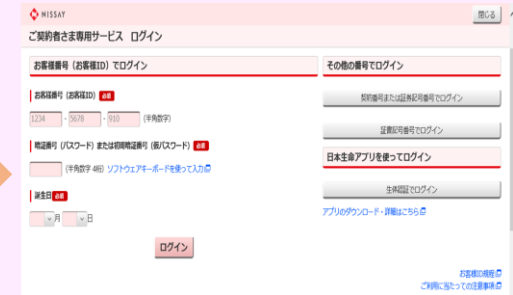 NISSAY
閉じる
ご契約者さま専用サービス ログイン
お客様番号（お客様ID）でログイン
お客様番号（お客様ID） 必須
1234 - 5678 - 910 （半角数字）
暗証番号（パスワード）または初期暗証番号（仮パスワード） 必須
（半角数字 4桁） ソフトウェアキーボードを使って入力
誕生日 必須
月 日
ログイン
その他の番号でログイン
契約番号または証券記号番号でログイン
証書記号番号でログイン
日本生命アプリを使ってログイン
生体認証でログイン
アプリのダウンロード・詳細はこちら
お客様ID規程
ご利用に当たっての注意事項